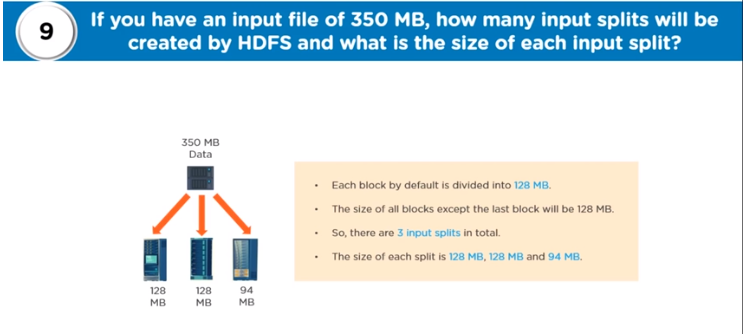 9
If you have an input file of 350 MB, how many input splits will be
created by HDFS and what is the size of each input split?
350 MB
Data
• Each block by default is divided into 128 MB.
• The size of all blocks except the last block will be 128 MB.
• So, there are 3 input splits in total.
• The size of each split is 128 MB, 128 MB and 94 MB.
128
MB
128
MB
94
MB